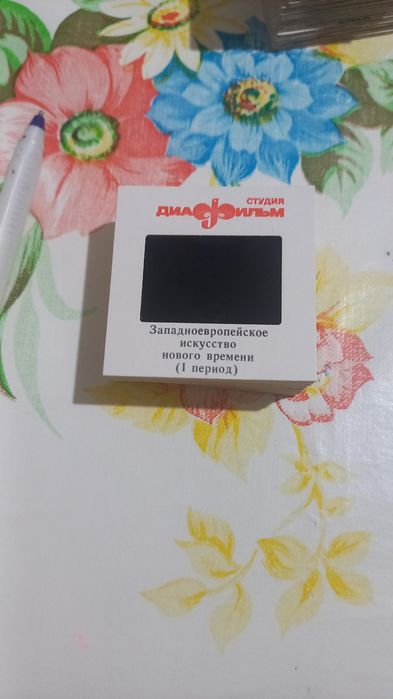 СТУДИЯ
ДИАФИЛЬМ
Западноевропейское
искусство
нового времени
(I период)